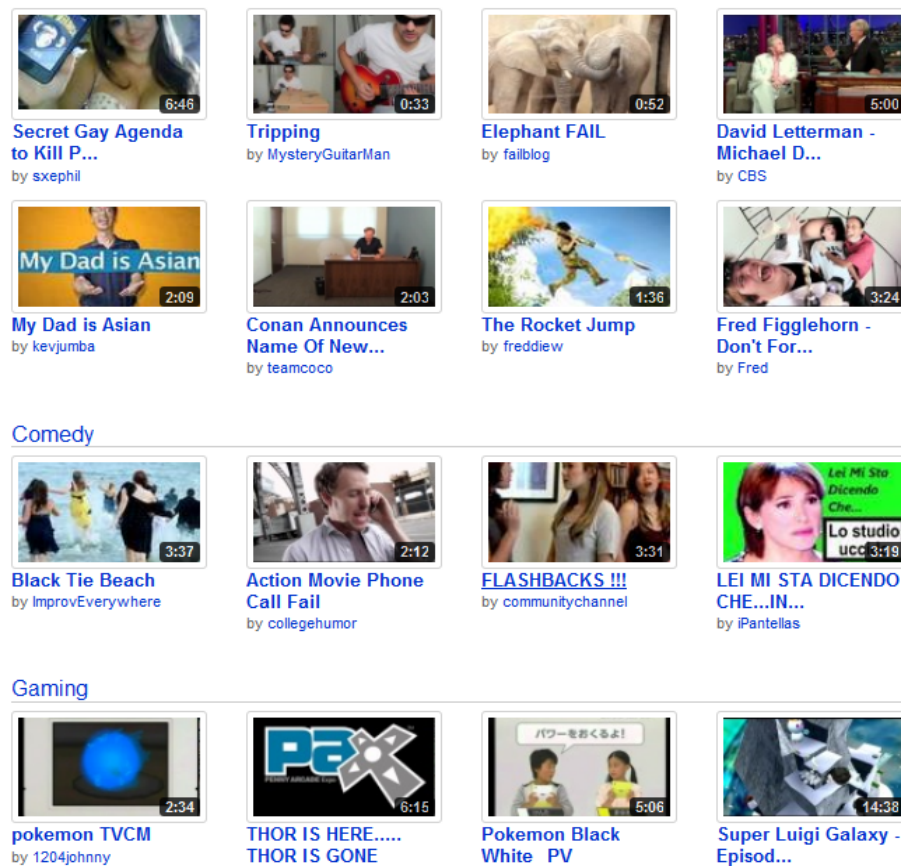 6:46
0:33
0:52
5:00
Secret Gay Agenda
to Kill P...
by sxephil
Tripping
by MysteryGuitarMan
Elephant FAIL
by failblog
David Letterman -
Michael D...
by CBS
My Dad is Asian
2:09
2:03
1:36
3:24
My Dad is Asian
by kevjumba
Conan Announces
Name Of New...
by teamcoco
The Rocket Jump
by freddiew
Fred Figglehorn -
Don't For...
by Fred
Comedy
3:37
2:12
3:31
Lei Mi Sta
Dicendo
Che...
Lo studio
3:19
Black Tie Beach
by ImprovEverywhere
Action Movie Phone
Call Fail
by collegehumor
FLASHBACKS !!!
by communitychannel
LEI MI STA DICENDO
CHE...IN...
by iPantellas
Gaming
2:34
PAX
PENNY ARCADE Expo
6:15
パワーをおくるよ!
5:06
14:38
pokemon TVCM
by 1204johnny
THOR IS HERE.....
THOR IS GONE
Pokemon Black
White PV
Super Luigi Galaxy -
Episod...